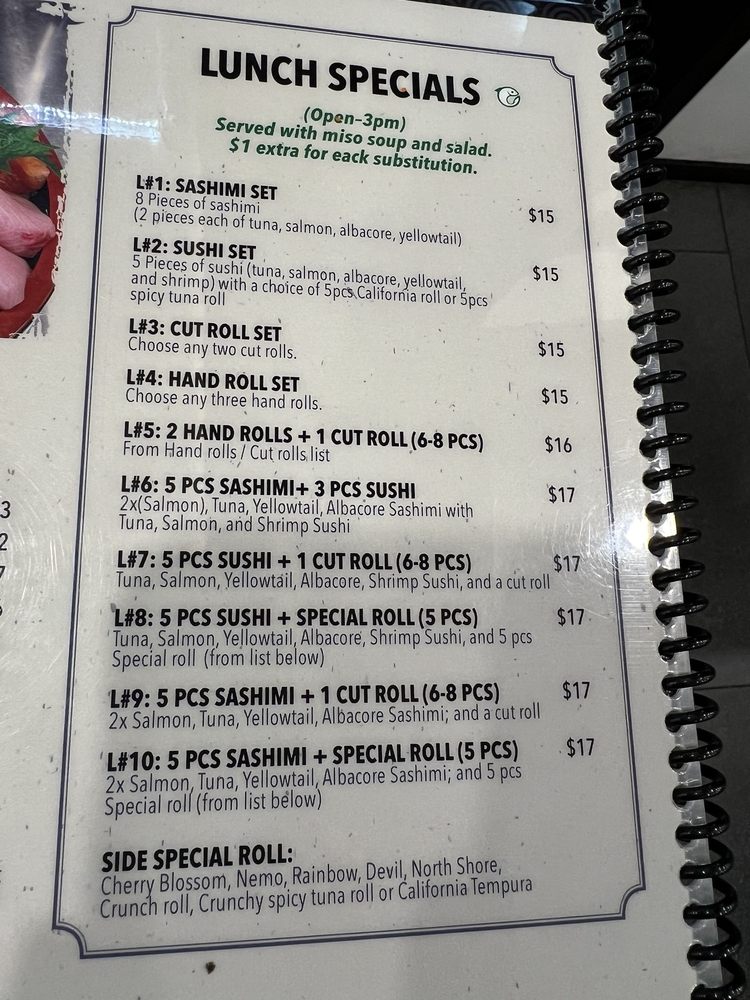 LUNCH SPECIALS
(Open-3pm)
Served with miso soup and salad.
$1 extra for eack substitution.
L#1: SASHIMI SET
8 Pieces of sashimi
(2 pieces each of tuna, salmon, albacore, yellowtail)
$15
L#2: SUSHI SET
5 Pieces of sushi (tuna, salmon, albacore, yellowtail,
and shrimp) with a choice of 5pcs California roll or 5pcs
spicy tuna roll
$15
L#3: CUT ROLL SET
Choose any two cut rolls.
$15
L#4: HAND ROLL SET
Choose any three hand rolls.
$15
L#5: 2 HAND ROLLS + 1 CUT ROLL (6-8 PCS)
From Hand rolls / Cut rolls list
$16
L#6: 5 PCS SASHIMI+ 3 PCS SUSHI
2x(Salmon), Tuna, Yellowtail, Albacore Sashimi with
Tuna, Salmon, and Shrimp Sushi
$17
L#7: 5 PCS SUSHI + 1 CUT ROLL (6-8 PCS)
Tuna, Salmon, Yellowtail, Albacore, Shrimp Sushi, and a cut roll
$17
L#8: 5 PCS SUSHI + SPECIAL ROLL (5 PCS)
Tuna, Salmon, Yellowtail, Albacore, Shrimp Sushi, and 5 pcs
Special roll (from list below)
$17
L#9: 5 PCS SASHIMI + 1 CUT ROLL (6-8 PCS)
2x Salmon, Tuna, Yellowtail, Albacore Sashimi; and a cut roll
$17
L#10: 5 PCS SASHIMI + SPECIAL ROLL (5 PCS)
2x Salmon, Tuna, Yellowtail, Albacore Sashimi; and 5 pcs
Special roll (from list below)
$17
SIDE SPECIAL ROLL:
Cherry Blossom, Nemo, Rainbow, Devil, North Shore,
Crunch roll, Crunchy spicy tuna roll or California Tempura